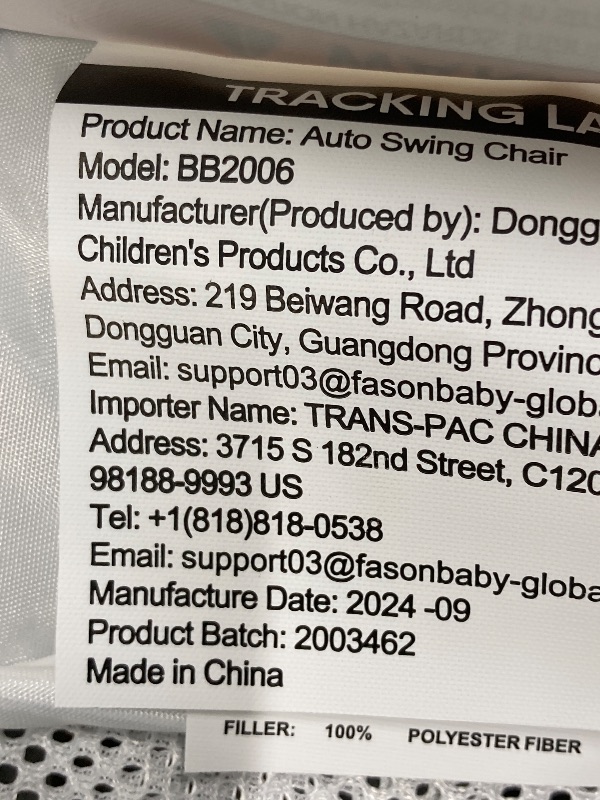 TRACKING LA
Product Name: Auto Swing Chair
Model: BB2006
Manufacturer(Produced by): Dongg
Children's Products Co., Ltd
Address: 219 Beiwang Road, Zhong
Dongguan City, Guangdong Provinc
Email: support03@fasonbaby-glob
Importer Name: TRANS-PAC CHINA
Address: 3715 S 182nd Street, C120
98188-9993 US
Tel: +1(818)818-0538
Email: support03@fasonbaby-globa
Manufacture Date: 2024 -09
Product Batch: 2003462
Made in China
FILLER: 100% POLYESTER FIBER